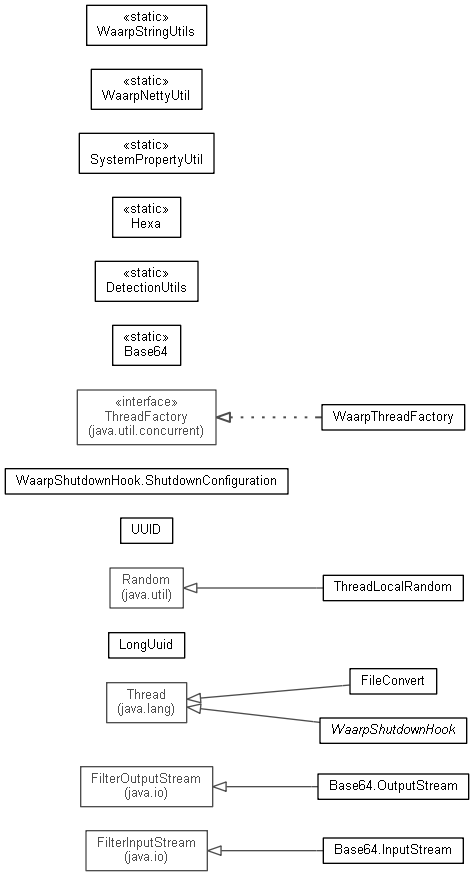 «static»
WaarpStringUtils
«static»
WaarpNettyUtil
«static»
SystemPropertyUtil
«static»
Hexa
«static»
DetectionUtils
«static»
Base64
«interface»
ThreadFactory
(java.util.concurrent)
WaarpThreadFactory
WaarpShutdownHook.ShutdownConfiguration
UUID
Random
(java.util)
ThreadLocalRandom
LongUuid
Thread
(java.lang)
FileConvert
WaarpShutdownHook
FilterOutputStream
(java.io)
Base64.OutputStream
FilterInputStream
(java.io)
Base64.InputStream